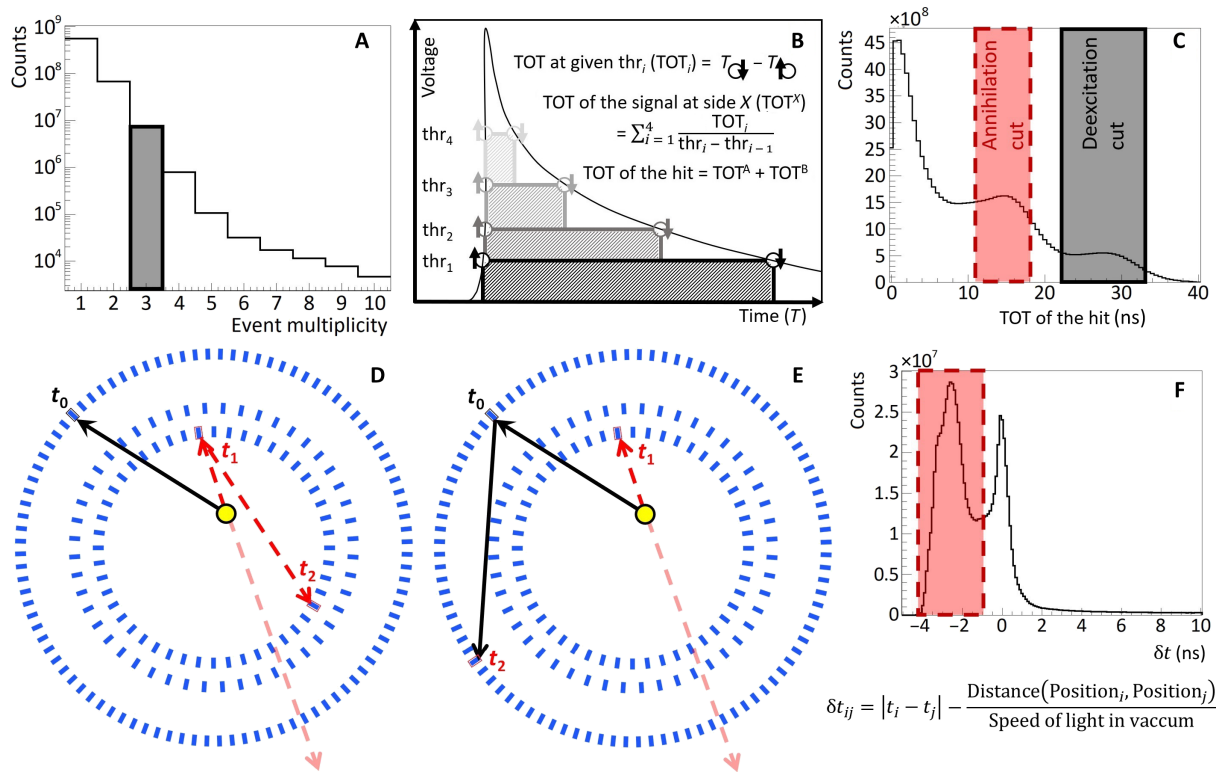 A
Counts
10⁹
10⁸
10⁷
10⁶
10⁵
10⁴
1 2 3 4 5 6 7 8 9 10
Event multiplicity
B
Voltage
TOT at given thrᵢ (TOTᵢ) = T↓ − T↑
TOT of the signal at side X (TOTˣ)
= ∑⁴ᵢ₌₁ TOTᵢ / (thrᵢ − thrᵢ₋₁)
TOT of the hit = TOTᴬ + TOTᴮ
thr₄
thr₃
thr₂
thr₁
Time (T)
×10⁸
C
Counts
45
40
35
30
25
20
15
10
5
0
Annihilation cut
Deexcitation cut
0 10 20 30 40
TOT of the hit (ns)
D
t₀
t₁
t₂
E
t₀
t₁
t₂
×10⁷
F
Counts
3
2.5
2
1.5
1
0.5
0
−4 −2 0 2 4 6 8 10
δt (ns)
δtᵢⱼ = |tᵢ − tⱼ| − Distance(Positionᵢ, Positionⱼ) / Speed of light in vaccum